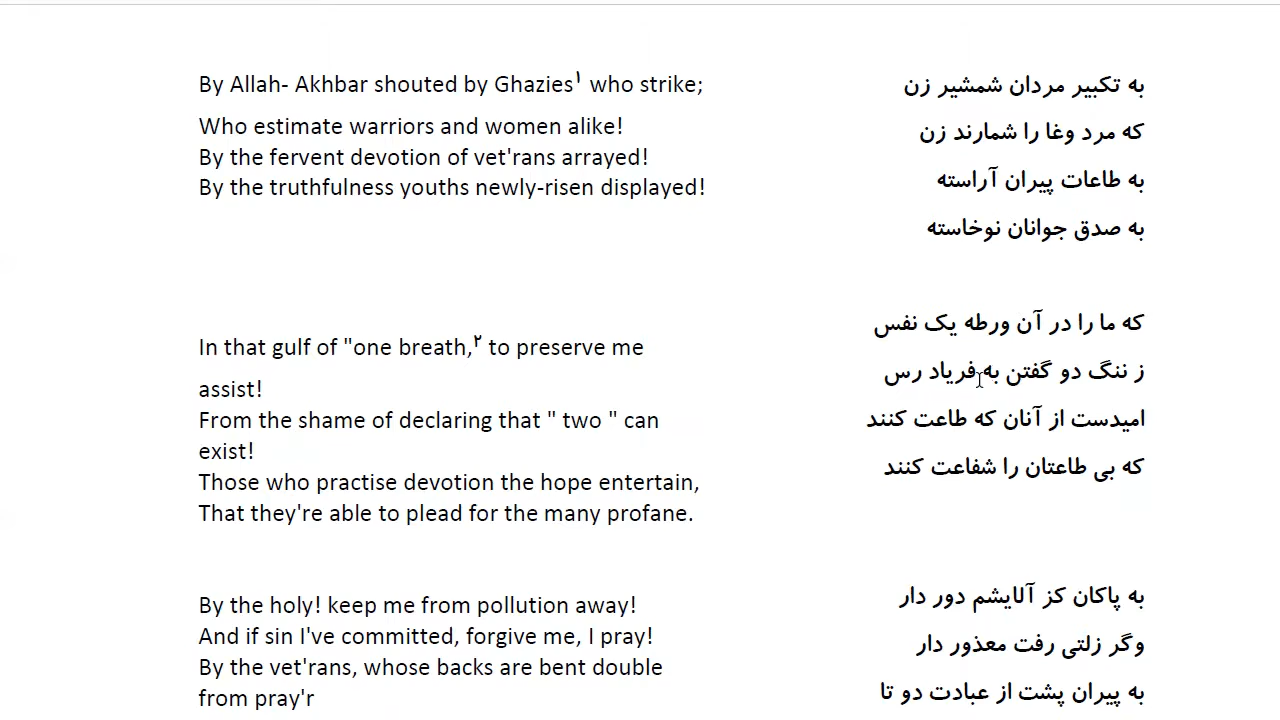 By Allah- Akhbar shouted by Ghazies۱ who strike;
Who estimate warriors and women alike!
By the fervent devotion of vet'rans arrayed!
By the truthfulness youths newly-risen displayed!
به تکبیر مردان شمشیر زن
که مرد وغا را شمارند زن
به طاعات پیران آراسته
به صدق جوانان نوخاسته
In that gulf of "one breath,۲ to preserve me
assist!
From the shame of declaring that " two " can
exist!
Those who practise devotion the hope entertain,
That they're able to plead for the many profane.
که ما را در آن ورطه یک نفس
ز ننگ دو گفتن به فریاد رس
امیدست از آنان که طاعت کنند
که بی طاعتان را شفاعت کنند
By the holy! keep me from pollution away!
And if sin I've committed, forgive me, I pray!
By the vet'rans, whose backs are bent double
from pray'r
به پاکان کز آلایشم دور دار
وگر زلتی رفت معذور دار
به پیران پشت از عبادت دو تا